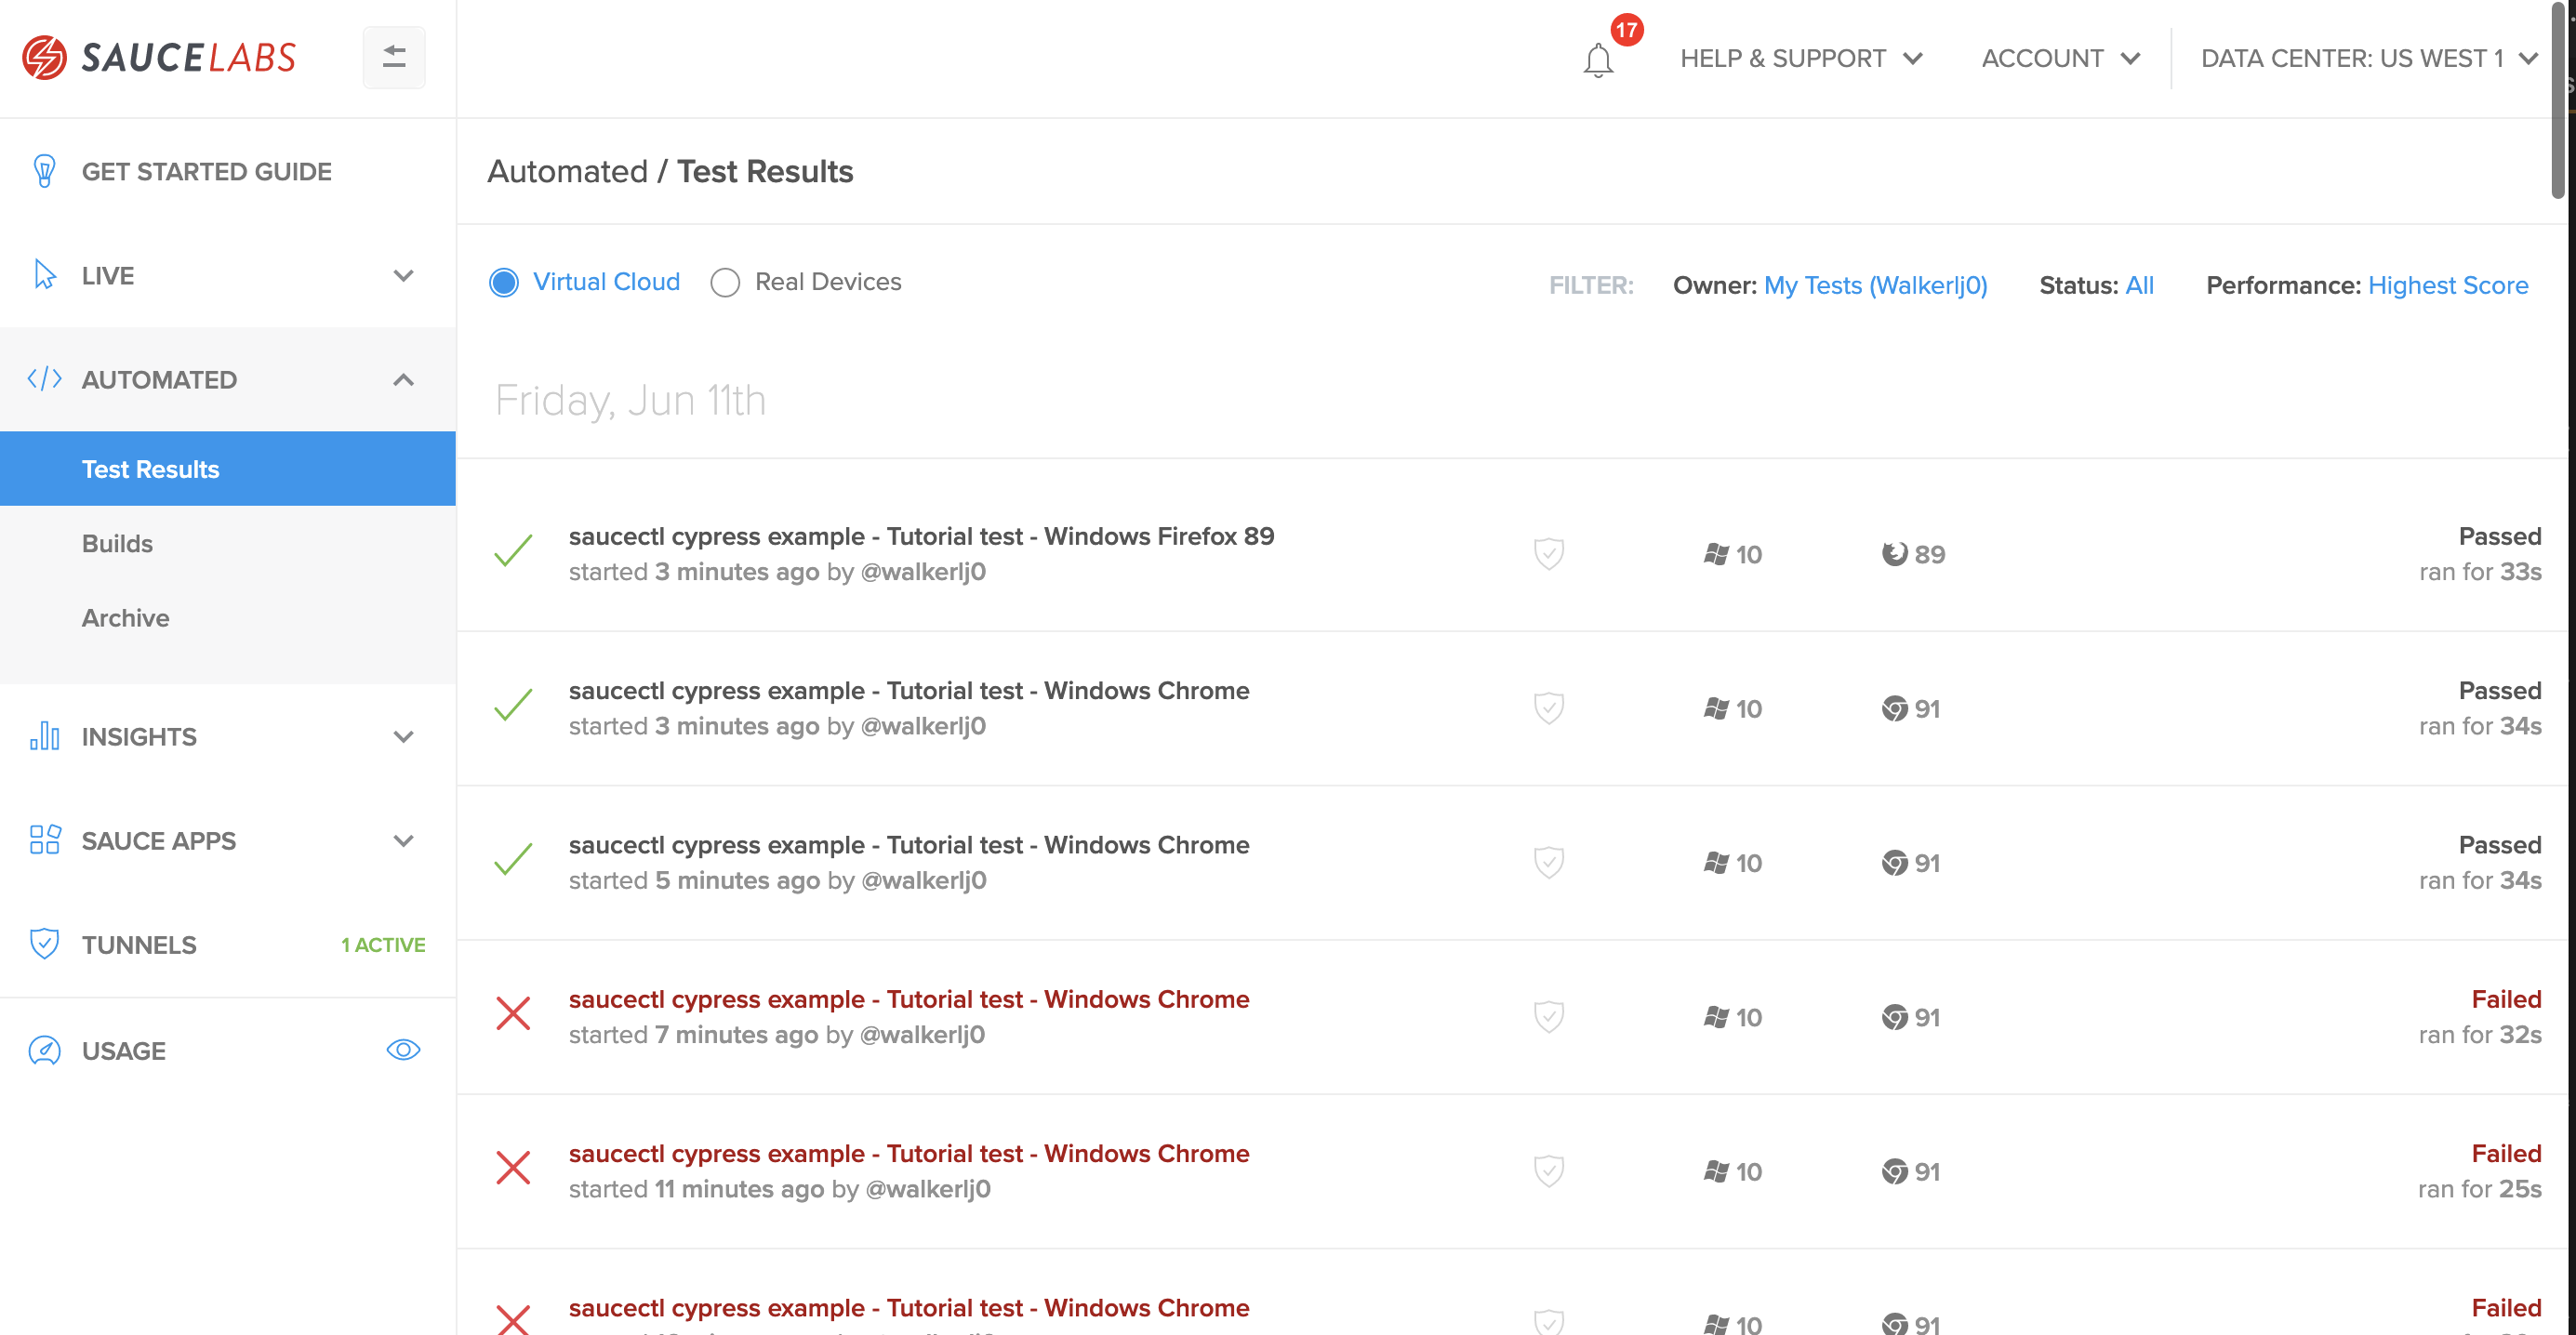 SAUCELABS
17
HELP & SUPPORT
ACCOUNT
DATA CENTER: US WEST 1
GET STARTED GUIDE
LIVE
AUTOMATED
Test Results
Builds
Archive
INSIGHTS
SAUCE APPS
TUNNELS
1 ACTIVE
USAGE
Automated / Test Results
Virtual Cloud
Real Devices
FILTER:
Owner: My Tests (Walkerlj0)
Status: All
Performance: Highest Score
Friday, Jun 11th
saucectl cypress example - Tutorial test - Windows Firefox 89
started 3 minutes ago by @walkerlj0
10
89
Passed
ran for 33s
saucectl cypress example - Tutorial test - Windows Chrome
started 3 minutes ago by @walkerlj0
10
91
Passed
ran for 34s
saucectl cypress example - Tutorial test - Windows Chrome
started 5 minutes ago by @walkerlj0
10
91
Passed
ran for 34s
saucectl cypress example - Tutorial test - Windows Chrome
started 7 minutes ago by @walkerlj0
10
91
Failed
ran for 32s
saucectl cypress example - Tutorial test - Windows Chrome
started 11 minutes ago by @walkerlj0
10
91
Failed
ran for 25s
saucectl cypress example - Tutorial test - Windows Chrome
10
91
Failed